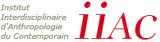 Institut
Interdisciplinaire
d'Anthropologie
du Contemporain
iiAC